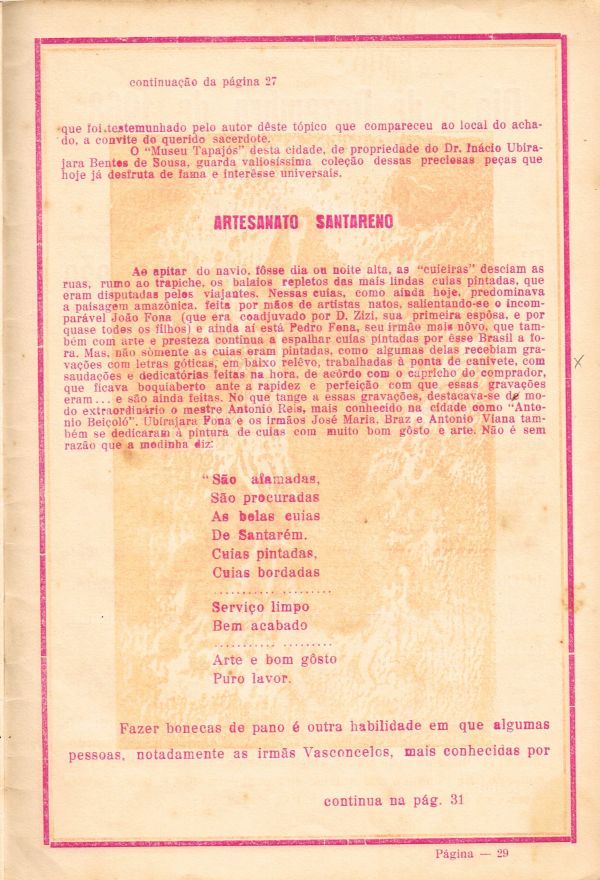 continuação da página 27
que foi testemunhado pelo autor dêste tópico que compareceu ao local do acha-
do, a convite do querido sacerdote.
O "Museu Tapajós" desta cidade, de propriedade do Dr. Inácio Ubira-
jara Bentes de Sousa, guarda valiosíssima coleção dessas preciosas peças que
hoje já desfruta de fama e interêsse universais.
ARTESANATO SANTARENO
Ao apitar do navio, fôsse dia ou noite alta, as "cuieiras" desciam as
ruas, rumo ao trapiche, os balaios repletos das mais lindas cuias pintadas, que
eram disputadas pelos viajantes. Nessas cuias, como ainda hoje, predominava
a paisagem amazônica, feita por mãos de artistas natos, salientando-se o incom-
parável João Fona (que era coadjuvado por D. Zizi, sua primeira espôsa, e por
quase todos os filhos) e ainda aí está Pedro Fona, seu irmão mais nôvo, que tam-
bém com arte e presteza continua a espalhar cuias pintadas por êsse Brasil a fo-
ra. Mas, não sòmente as cuias eram pintadas, como algumas delas recebiam gra-
vações com letras góticas, em baixo relêvo, trabalhadas à ponta de canivete, com
saudações e dedicatórias feitas na hora, de acôrdo com o capricho do comprador,
que ficava boquiaberto ante a rapidez e perfeição com que essas gravações
eram... e são ainda feitas. No que tange a essas gravações, destacava-se de mo-
do extraordinário o mestre Antonio Reis, mais conhecido na cidade como "Anto-
nio Beiçoló". Ubirajara Fona e os irmãos José Maria, Braz e Antonio Viana tam-
bém se dedicaram à pintura de cuias com muito bom gôsto e arte. Não é sem
razão que a modinha diz:
"São afamadas,
São procuradas
As belas cuias
De Santarém.
Cuias pintadas,
Cuias bordadas
........... .........
Serviço limpo
Bem acabado
........... .........
Arte e bom gôsto
Puro lavor.
Fazer bonecas de pano é outra habilidade em que algumas
pessoas, notadamente as irmãs Vasconcelos, mais conhecidas por
continua na pág. 31
Página — 29